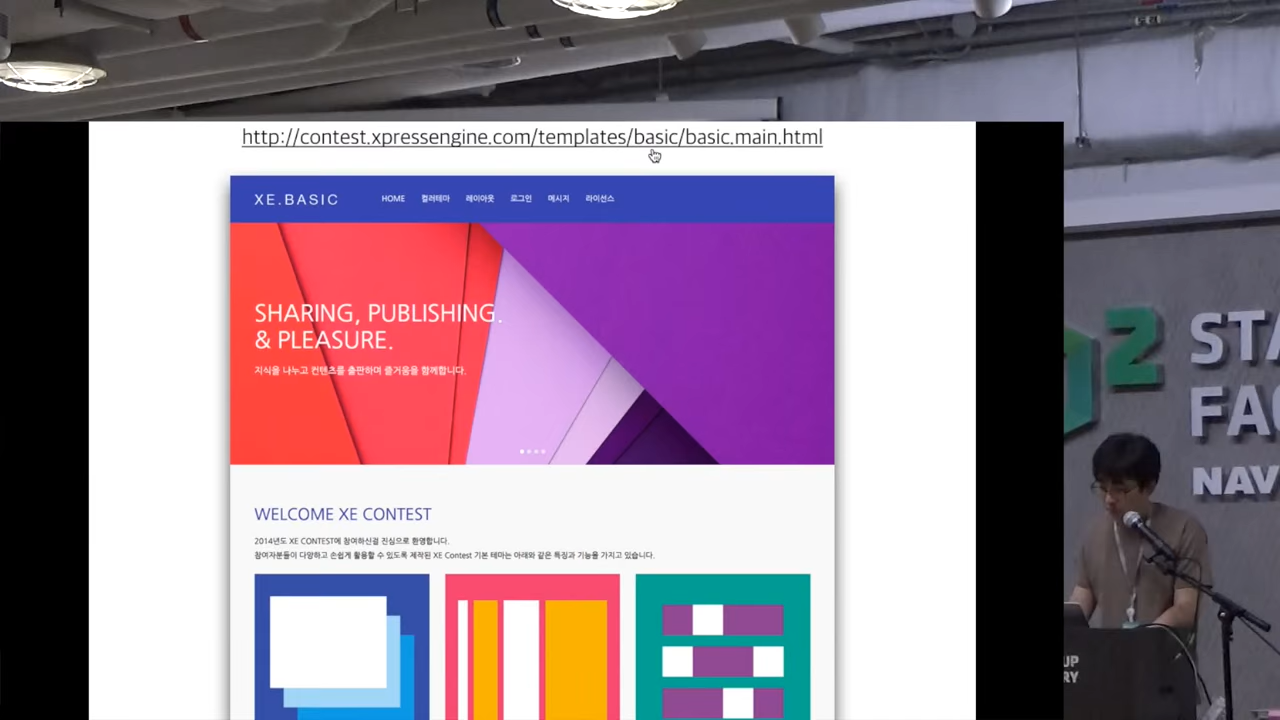 http://contest.xpressengine.com/templates/basic/basic.main.html
XE.BASIC HOME 컬러테마 레이아웃 로그인 메시지 라이선스
SHARING, PUBLISHING.
& PLEASURE.
지식을 나누고 컨텐츠를 출판하며 즐거움을 함께합니다.
WELCOME XE CONTEST
2014년도 XE CONTEST에 참여하신걸 진심으로 환영합니다.
참여자분들이 다양하고 손쉽게 활용할 수 있도록 제작된 XE Contest 기본 테마는 아래와 같은 특징과 기능을 가지고 있습니다.
2 STA
FAC
NAV
UP
RY